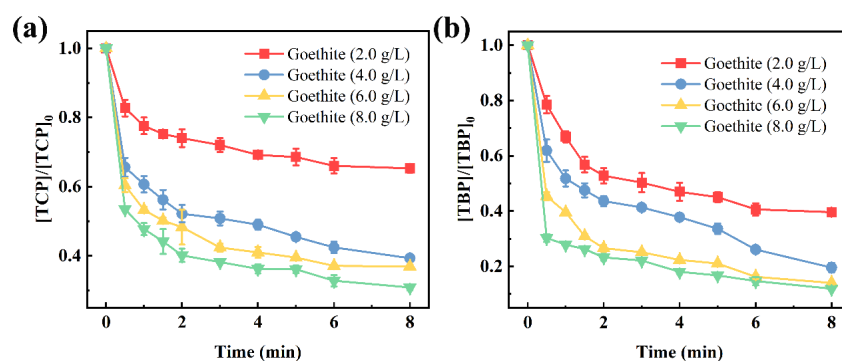 (a)
1.0
0.8
0.6
0.4
[TCP]/[TCP]0
Goethite (2.0 g/L)
Goethite (4.0 g/L)
Goethite (6.0 g/L)
Goethite (8.0 g/L)
0 2 4 6 8
Time (min)
(b)
1.0
0.8
0.6
0.4
0.2
[TBP]/[TBP]0
Goethite (2.0 g/L)
Goethite (4.0 g/L)
Goethitc (6.0 g/L)
Goethite (8.0 g/L)
0 2 4 6 8
Time (min)